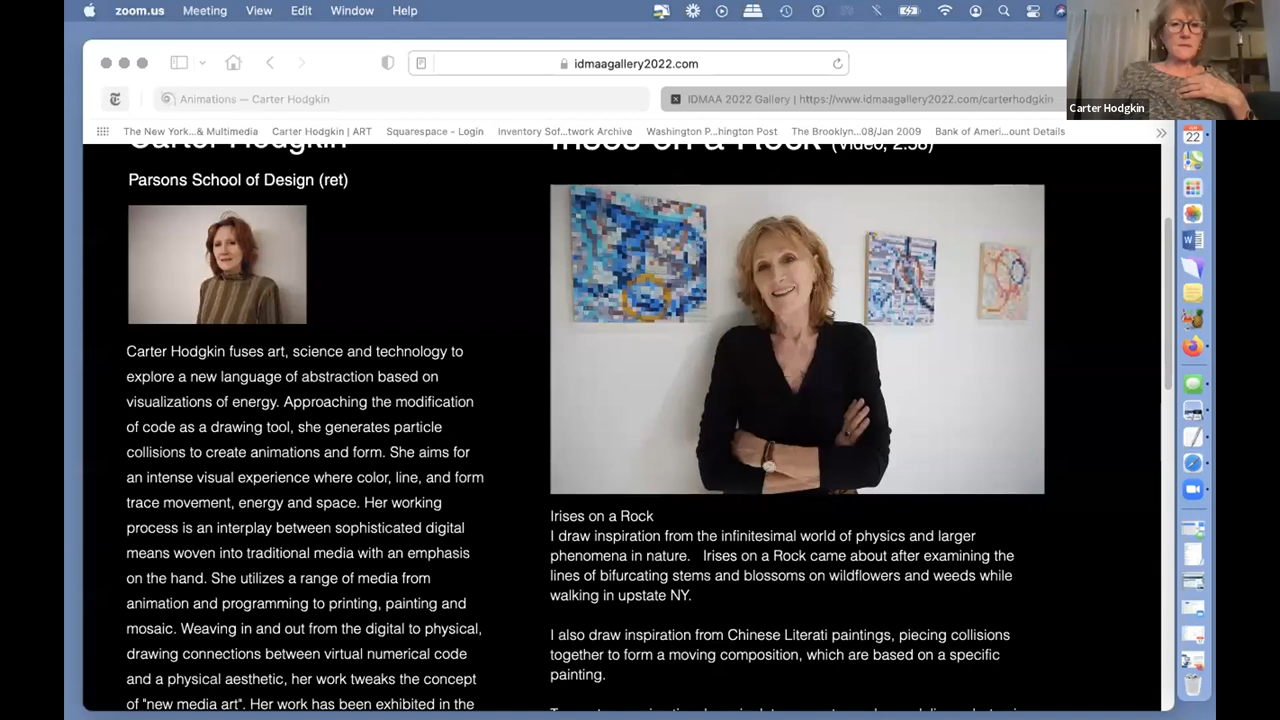 zoom.us Meeting View Edit Window Help
idmaagallery2022.com
Animations — Carter Hodgkin
IDMAA 2022 Gallery | https://www.idmaagallery2022.com/carterhodgkin
Carter Hodgkin
The New York...& Multimedia Carter Hodgkin | ART Squarespace - Login Inventory Sof...twork Archive Washington P...hington Post The Brooklyn...08/Jan 2009 Bank of Ameri...ount Details
22
Carter Hodgkin
Irises on a Rock (Video, 2:58)
Parsons School of Design (ret)
Carter Hodgkin fuses art, science and technology to
explore a new language of abstraction based on
visualizations of energy. Approaching the modification
of code as a drawing tool, she generates particle
collisions to create animations and form. She aims for
an intense visual experience where color, line, and form
trace movement, energy and space. Her working
process is an interplay between sophisticated digital
means woven into traditional media with an emphasis
on the hand. She utilizes a range of media from
animation and programming to printing, painting and
mosaic. Weaving in and out from the digital to physical,
drawing connections between virtual numerical code
and a physical aesthetic, her work tweaks the concept
of "new media art". Her work has been exhibited in the
Irises on a Rock
I draw inspiration from the infinitesimal world of physics and larger
phenomena in nature. Irises on a Rock came about after examining the
lines of bifurcating stems and blossoms on wildflowers and weeds while
walking in upstate NY.
I also draw inspiration from Chinese Literati paintings, piecing collisions
together to form a moving composition, which are based on a specific
painting.